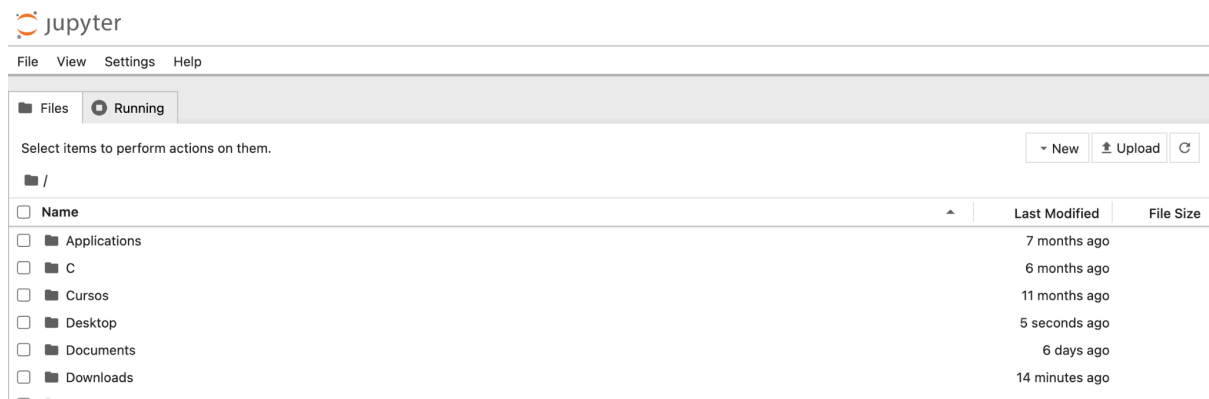 jupyter
File View Settings Help
Files Running
Select items to perform actions on them.
New Upload
/
Name Last Modified File Size
Applications 7 months ago
C 6 months ago
Cursos 11 months ago
Desktop 5 seconds ago
Documents 6 days ago
Downloads 14 minutes ago